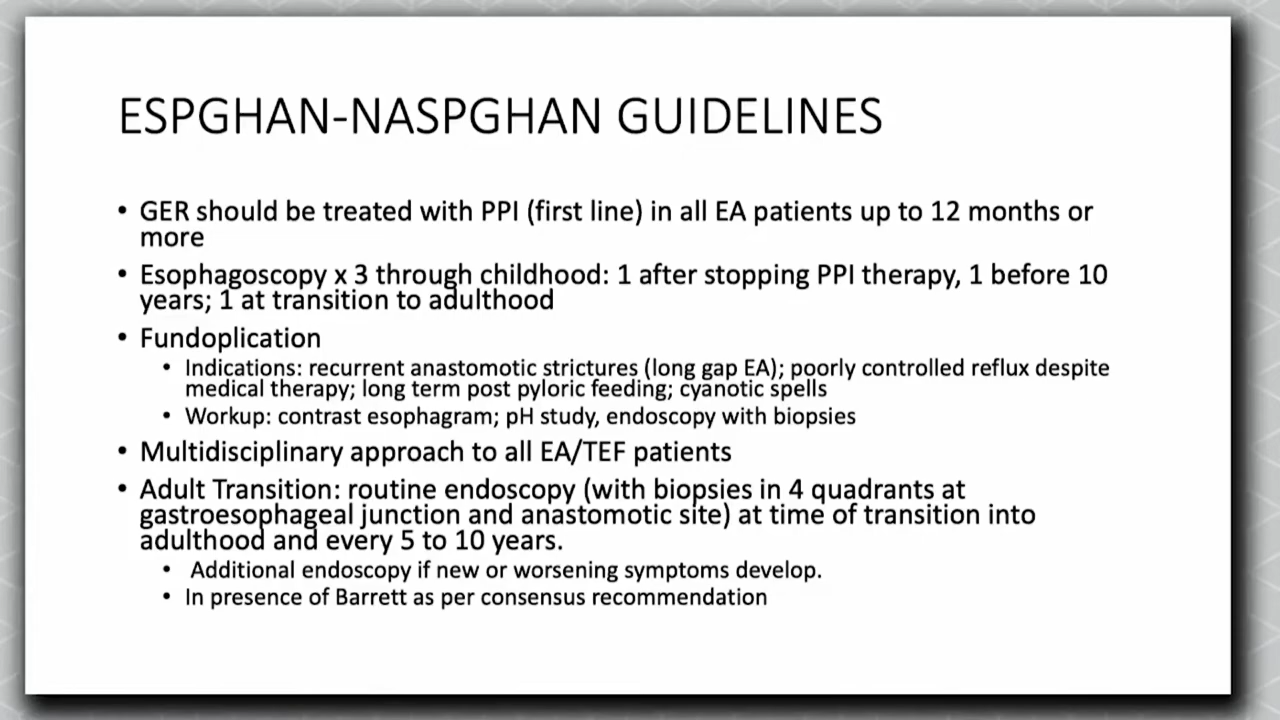 ESPGHAN-NASPGHAN GUIDELINES
• GER should be treated with PPI (first line) in all EA patients up to 12 months or
more
• Esophagoscopy x 3 through childhood: 1 after stopping PPI therapy, 1 before 10
years; 1 at transition to adulthood
• Fundoplication
• Indications: recurrent anastomotic strictures (long gap EA); poorly controlled reflux despite
medical therapy; long term post pyloric feeding; cyanotic spells
• Workup: contrast esophagram; pH study, endoscopy with biopsies
• Multidisciplinary approach to all EA/TEF patients
• Adult Transition: routine endoscopy (with biopsies in 4 quadrants at
gastroesophageal junction and anastomotic site) at time of transition into
adulthood and every 5 to 10 years.
• Additional endoscopy if new or worsening symptoms develop.
• In presence of Barrett as per consensus recommendation